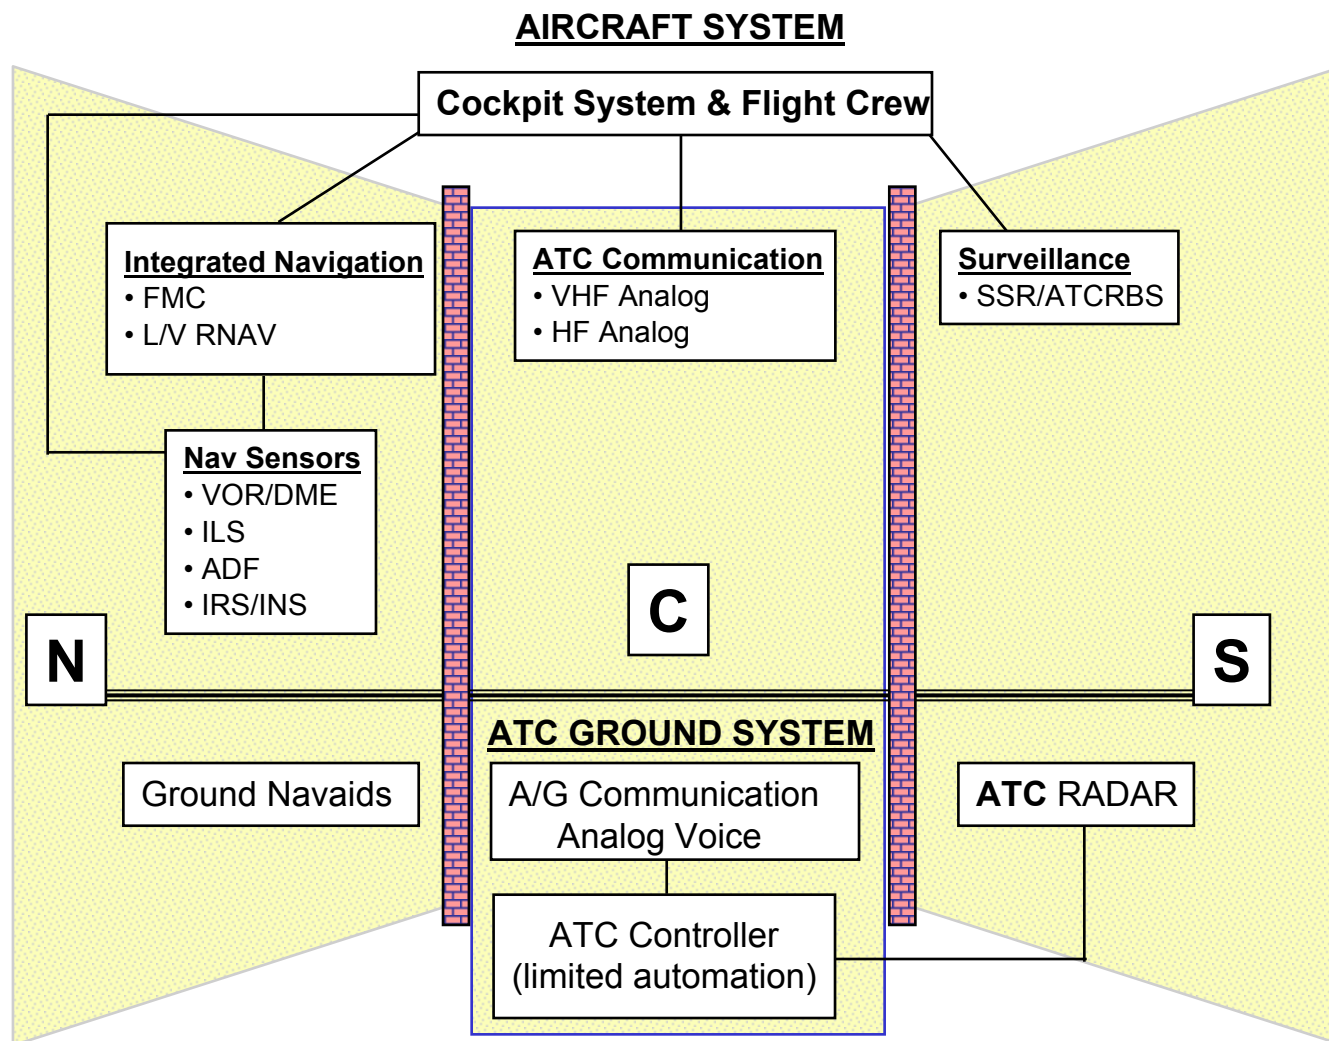 AIRCRAFT SYSTEM
Cockpit System & Flight Crew
Integrated Navigation
• FMC
• L/V RNAV
ATC Communication
• VHF Analog
• HF Analog
Surveillance
• SSR/ATCRBS
Nav Sensors
• VOR/DME
• ILS
• ADF
• IRS/INS
N
C
S
ATC GROUND SYSTEM
Ground Navaids
A/G Communication
Analog Voice
ATC RADAR
ATC Controller
(limited automation)